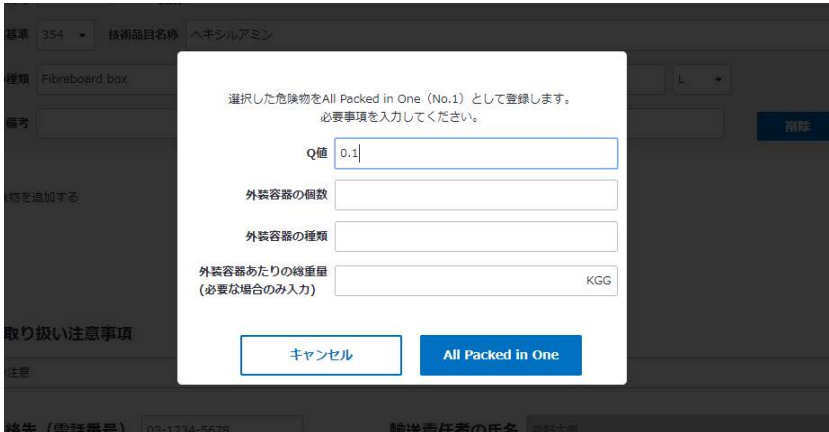 基準 354 技術品目名称 ヘキシルアミン
種類 Fibreboard box L
備考 削除
選択した危険物をAll Packed in One（No.1）として登録します。
必要事項を入力してください。
Q値 0.1
外装容器の個数
外装容器の種類
外装容器あたりの総重量
(必要な場合のみ入力) KGG
キャンセル All Packed in One
物を追加する
取り扱い注意事項
注意
絡先（電話番号） 03-1234-5678 輸送責任者の氏名